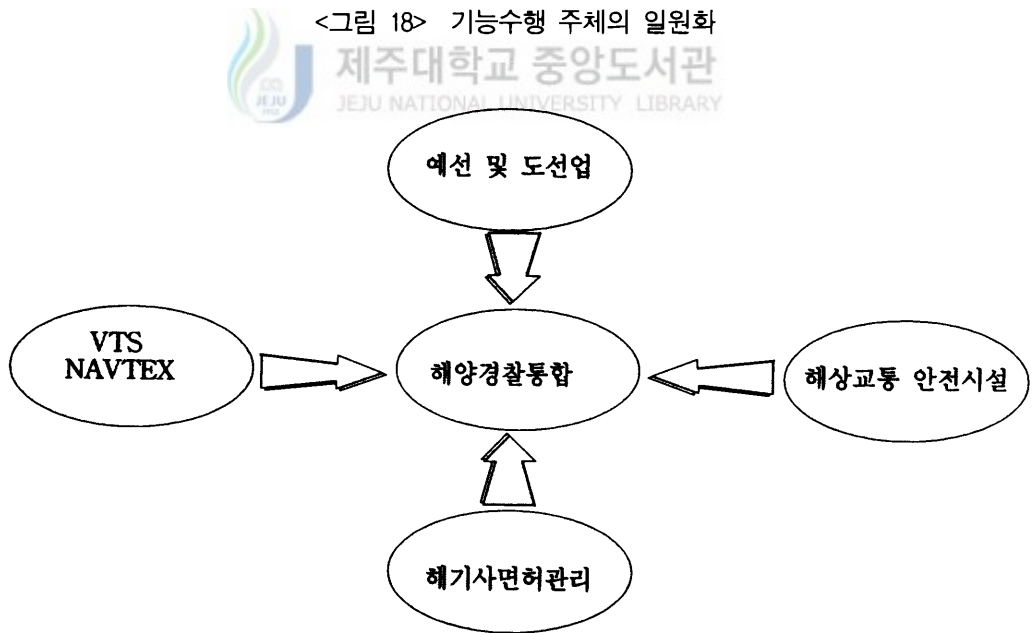 <그림 18> 기능수행 주체의 일원화
제주대학교 중앙도서관
JEJU NATIONAL UNIVERSITY LIBRARY
JEJU
1952
예선 및 도선업
VTS
NAVTEX
해양경찰통합
해상교통 안전시설
해기사면허관리